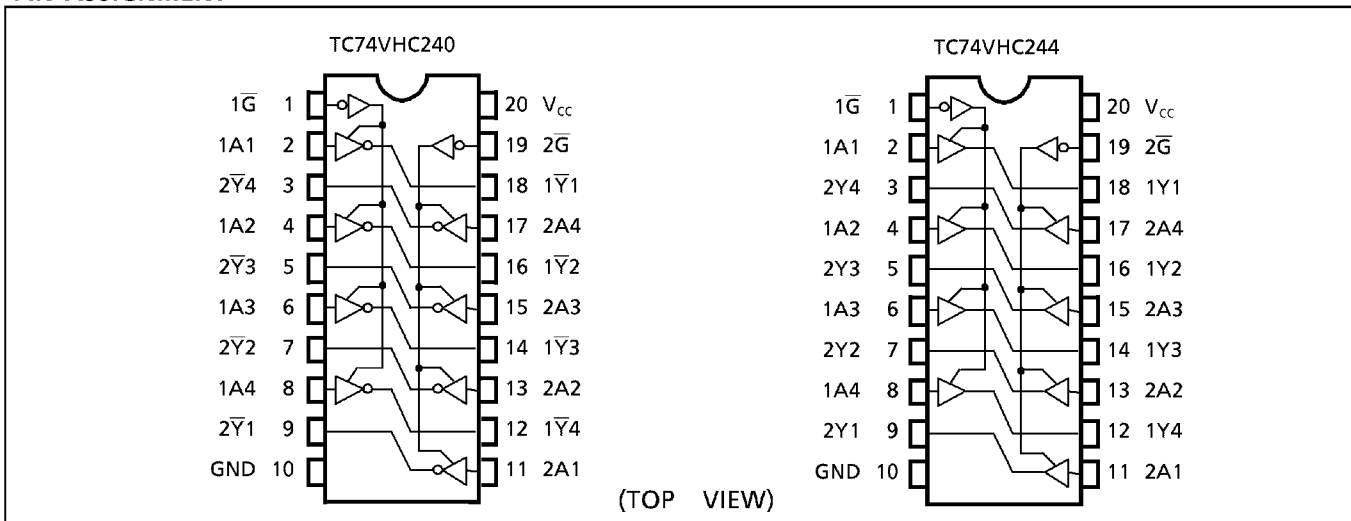 TC74VHC240
1G̅ 1
1A1 2
2Y̅4 3
1A2 4
2Y̅3 5
1A3 6
2Y̅2 7
1A4 8
2Y̅1 9
GND 10
20 VCC
19 2G̅
18 1Y̅1
17 2A4
16 1Y̅2
15 2A3
14 1Y̅3
13 2A2
12 1Y̅4
11 2A1
TC74VHC244
1G̅ 1
1A1 2
2Y4 3
1A2 4
2Y3 5
1A3 6
2Y2 7
1A4 8
2Y1 9
GND 10
20 VCC
19 2G̅
18 1Y1
17 2A4
16 1Y2
15 2A3
14 1Y3
13 2A2
12 1Y4
11 2A1
(TOP VIEW)